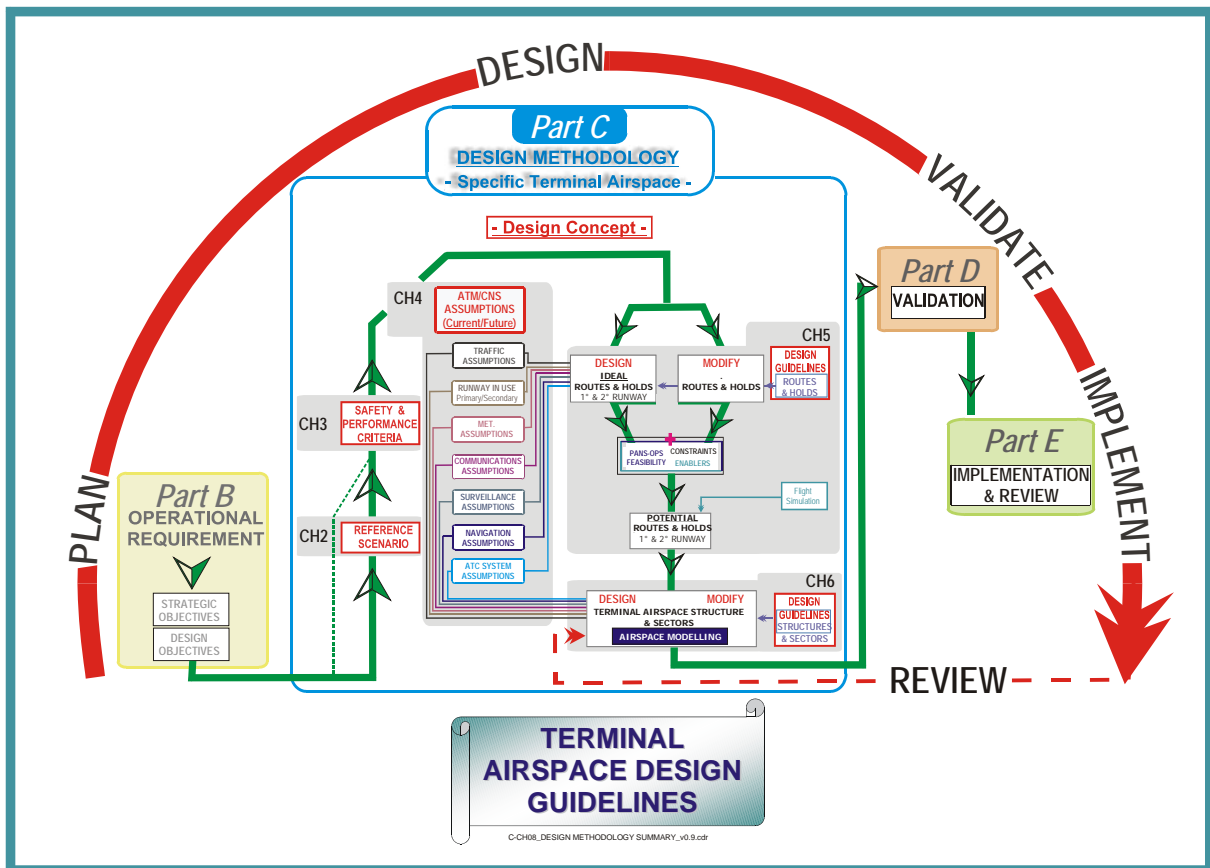 PLAN
DESIGN
VALIDATE
IMPLEMENT
REVIEW
Part B
OPERATIONAL
REQUIREMENT
STRATEGIC
OBJECTIVES
DESIGN
OBJECTIVES
Part C
DESIGN METHODOLOGY
- Specific Terminal Airspace -
- Design Concept -
CH2
REFERENCE
SCENARIO
CH3
SAFETY &
PERFORMANCE
CRITERIA
CH4
ATM/CNS
ASSUMPTIONS
(Current/Future)
TRAFFIC
ASSUMPTIONS
RUNWAY IN USE
Primary/Secondary
MET.
ASSUMPTIONS
COMMUNICATIONS
ASSUMPTIONS
SURVEILLANCE
ASSUMPTIONS
NAVIGATION
ASSUMPTIONS
ATC SYSTEM
ASSUMPTIONS
CH5
DESIGN
IDEAL
ROUTES & HOLDS
1° & 2° RUNWAY
MODIFY
.
ROUTES & HOLDS
DESIGN
GUIDELINES
ROUTES
& HOLDS
+
PANS-OPS
FEASIBILITY
CONSTRAINTS
ENABLERS
Flight
Simulation
POTENTIAL
ROUTES & HOLDS
1° & 2° RUNWAY
CH6
DESIGN MODIFY
TERMINAL AIRSPACE STRUCTURE
& SECTORS
AIRSPACE MODELLING
DESIGN
GUIDELINES
STRUCTURES
& SECTORS
Part D
VALIDATION
Part E
IMPLEMENTATION
& REVIEW
TERMINAL
AIRSPACE DESIGN
GUIDELINES
C-CH08_DESIGN METHODOLOGY SUMMARY_v0.9.cdr